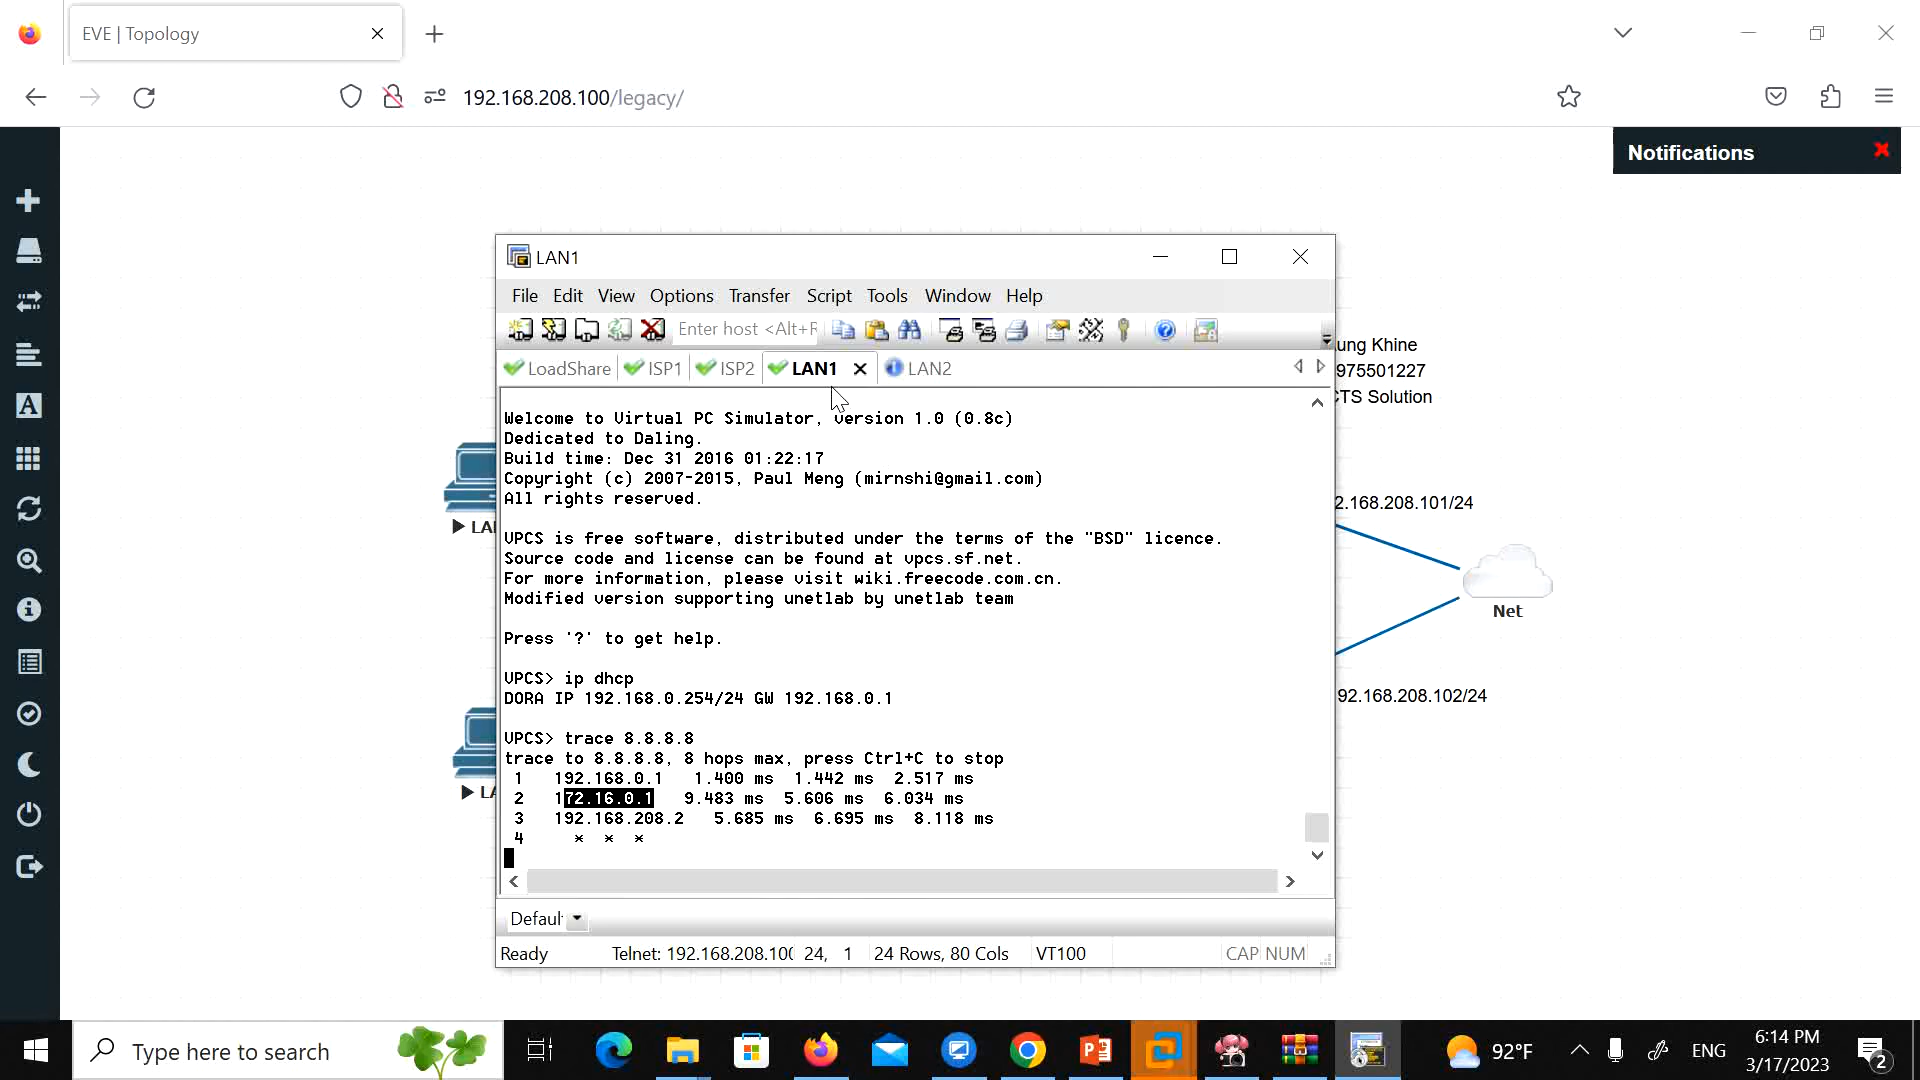 EVE | Topology
192.168.208.100/legacy/
Notifications
LAN1
File Edit View Options Transfer Script Tools Window Help
Enter host <Alt+R
LoadShare ISP1 ISP2 LAN1 LAN2
Welcome to Virtual PC Simulator, version 1.0 (0.8c)
Dedicated to Daling.
Build time: Dec 31 2016 01:22:17
Copyright (c) 2007-2015, Paul Meng (mirnshi@gmail.com)
All rights reserved.
VPCS is free software, distributed under the terms of the "BSD" licence.
Source code and license can be found at vpcs.sf.net.
For more information, please visit wiki.freecode.com.cn.
Modified version supporting unetlab by unetlab team
Press '?' to get help.
VPCS> ip dhcp
DORA IP 192.168.0.254/24 GW 192.168.0.1
VPCS> trace 8.8.8.8
trace to 8.8.8.8, 8 hops max, press Ctrl+C to stop
1 192.168.0.1 1.400 ms 1.442 ms 2.517 ms
2 172.16.0.1 9.483 ms 5.606 ms 6.034 ms
3 192.168.208.2 5.685 ms 6.695 ms 8.118 ms
4 * * *
Defaul
Ready Telnet: 192.168.208.100 24, 1 24 Rows, 80 Cols VT100 CAP NUM
ung Khine
975501227
CTS Solution
2.168.208.101/24
Net
92.168.208.102/24
LA
LA
Type here to search
92°F
ENG
6:14 PM
3/17/2023
2